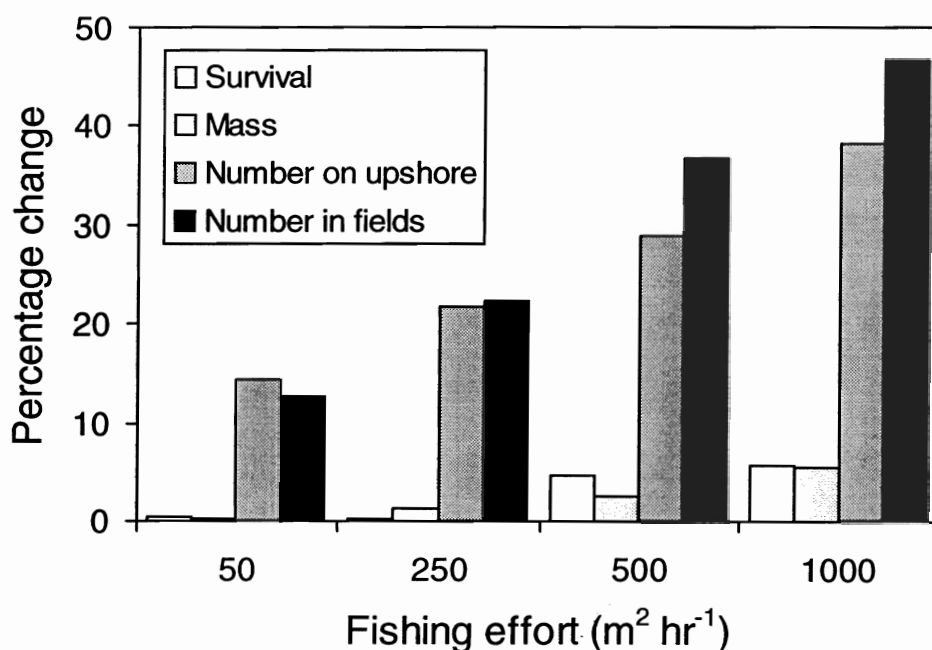 50
40
30
20
10
0
Percentage change
Survival
Mass
Number on upshore
Number in fields
50 250 500 1000
Fishing effort (m² hr⁻¹)